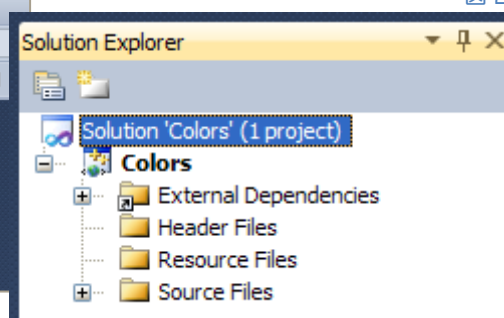 Solution Explorer
Solution 'Colors' (1 project)
Colors
External Dependencies
Header Files
Resource Files
Source Files